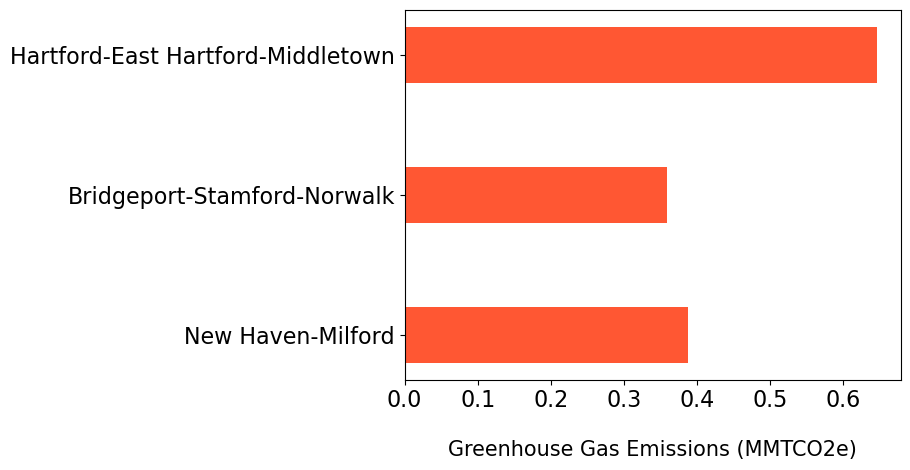 Hartford-East Hartford-Middletown
Bridgeport-Stamford-Norwalk
New Haven-Milford
0.0 0.1 0.2 0.3 0.4 0.5 0.6
Greenhouse Gas Emissions (MMTCO2e)